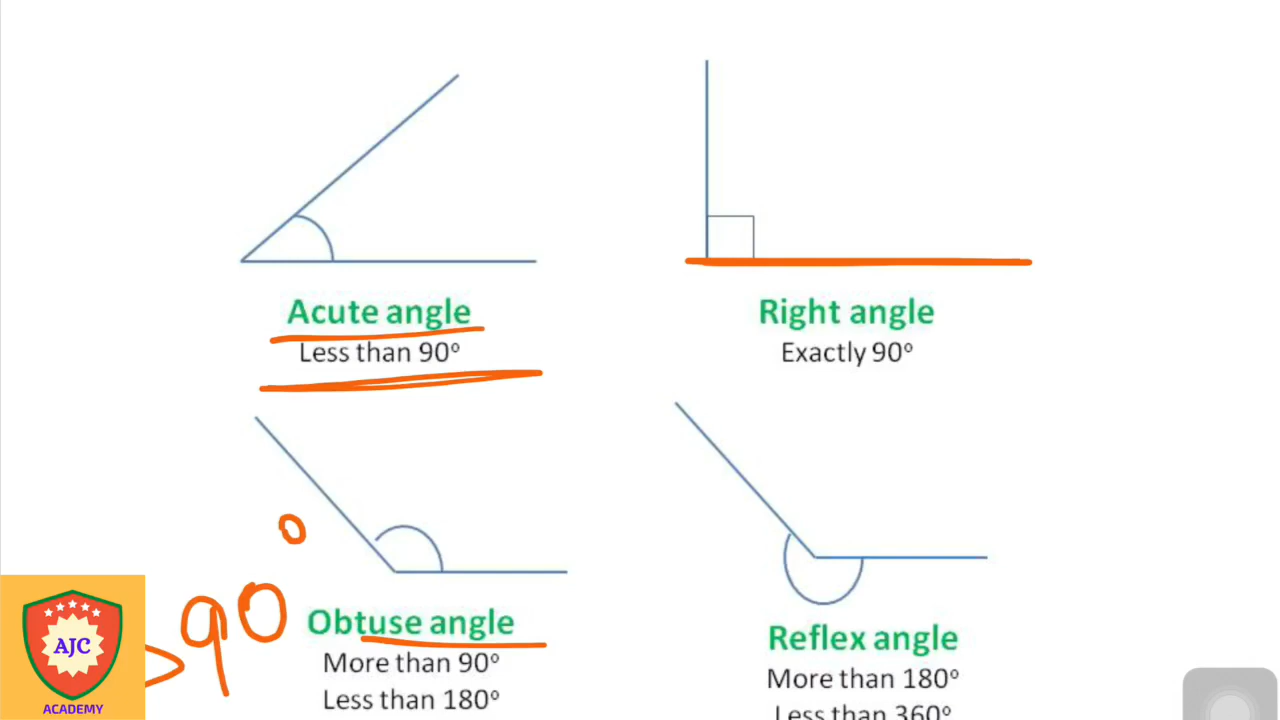 Acute angle
Less than 90°
Right angle
Exactly 90°
>90°
Obtuse angle
More than 90°
Less than 180°
Reflex angle
More than 180°
Less than 360°
AJC
ACADEMY